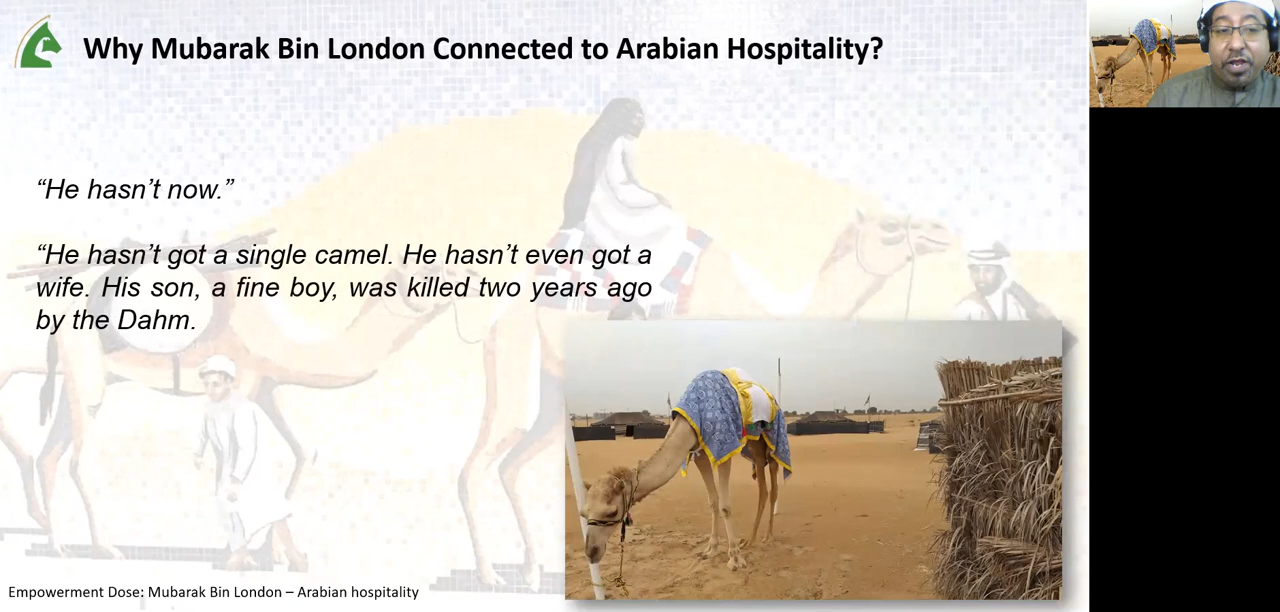 Why Mubarak Bin London Connected to Arabian Hospitality?
“He hasn’t now.”
“He hasn’t got a single camel. He hasn’t even got a
wife. His son, a fine boy, was killed two years ago
by the Dahm.
Empowerment Dose: Mubarak Bin London – Arabian hospitality